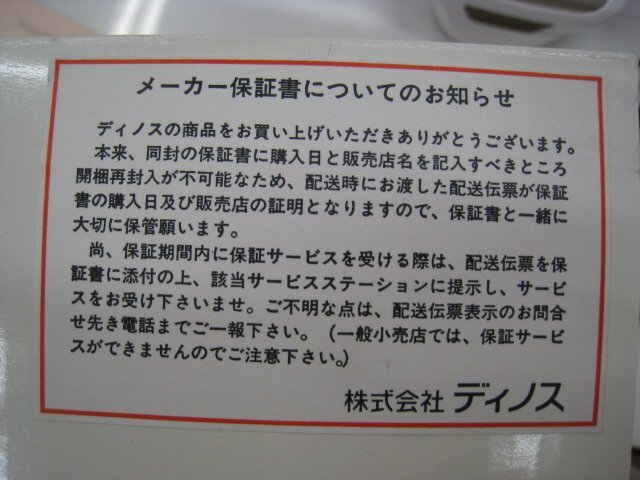 メーカー保証書についてのお知らせ
ディノスの商品をお買い上げいただきありがとうございます。
本来、同封の保証書に購入日と販売店名を記入すべきところ
開梱再封入が不可能なため、配送時にお渡しした配送伝票が保証
書の購入日及び販売店の証明となりますので、保証書と一緒に
大切に保管願います。
尚、保証期間内に保証サービスを受ける際は、配送伝票を保
証書に添付の上、該当サービスステーションに提示し、サービ
スをお受け下さいませ。ご不明な点は、配送伝票表示のお問合
せ先き電話までご一報下さい。（一般小売店では、保証サービ
スができませんのでご注意下さい。）
株式会社 ディノス